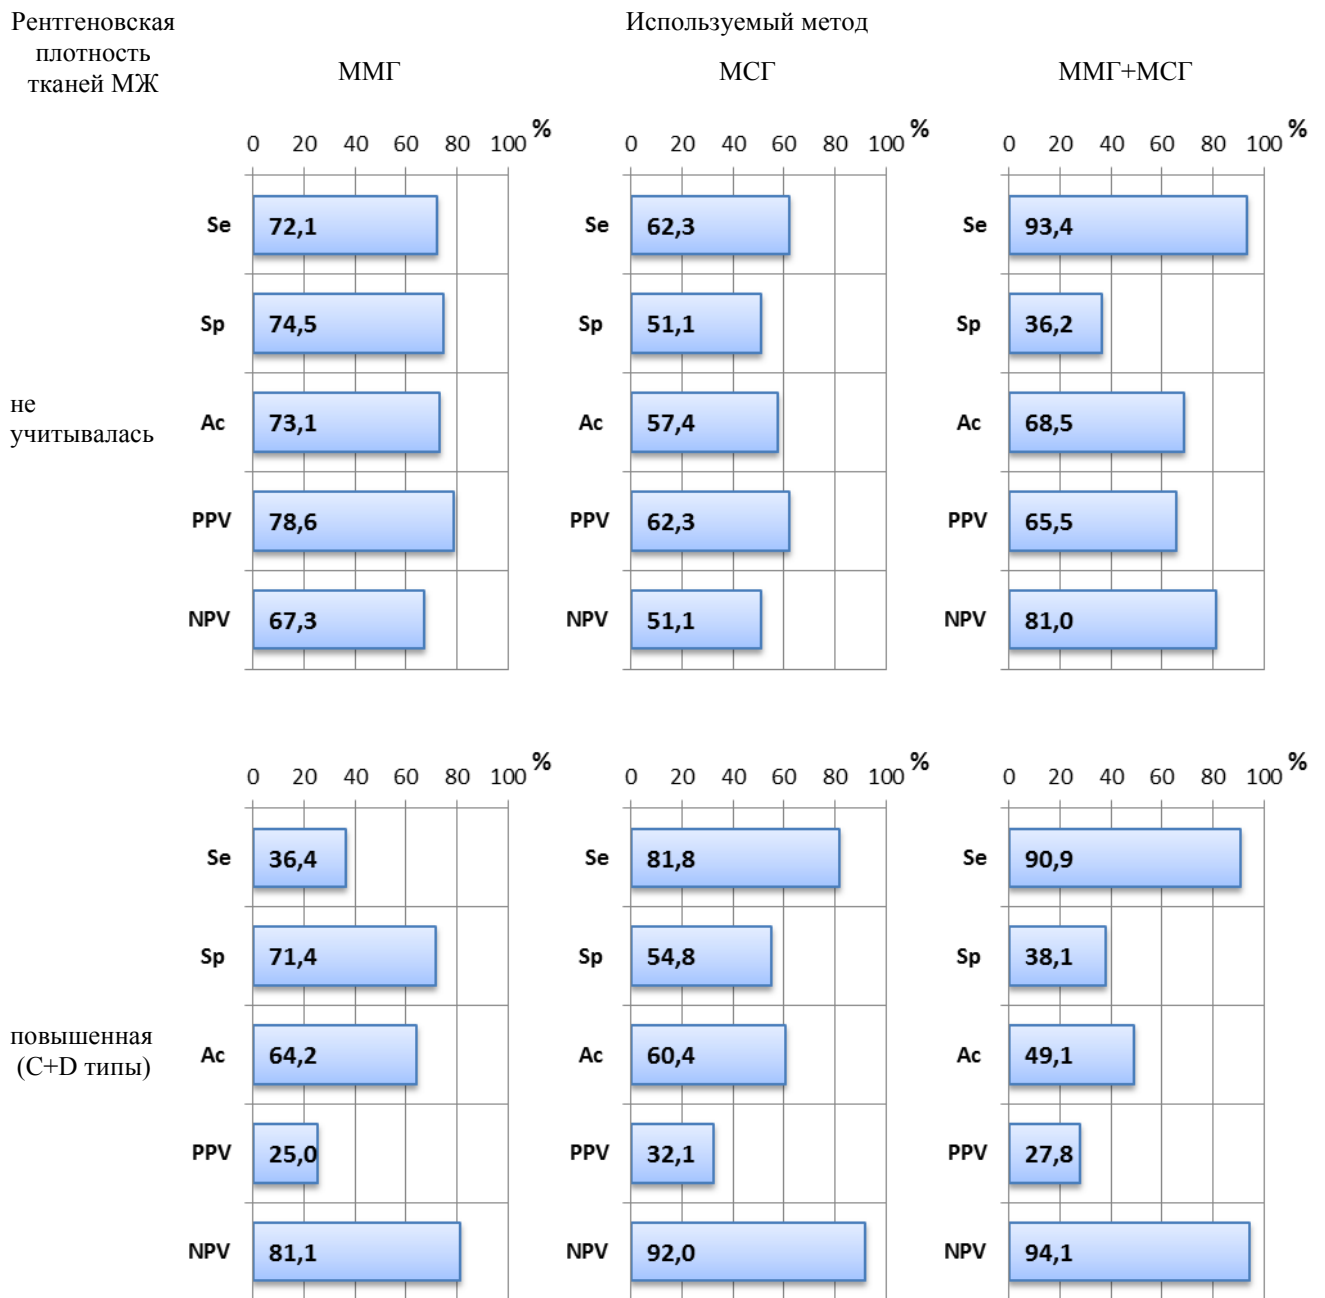 Рентгеновская
плотность
тканей МЖ
Используемый метод
ММГ
МСГ
ММГ+МСГ
0 20 40 60 80 100 %
Se 72,1
Sp 74,5
Ac 73,1
PPV 78,6
NPV 67,3
0 20 40 60 80 100 %
Se 62,3
Sp 51,1
Ac 57,4
PPV 62,3
NPV 51,1
0 20 40 60 80 100 %
Se 93,4
Sp 36,2
Ac 68,5
PPV 65,5
NPV 81,0
не
учитывалась
0 20 40 60 80 100 %
Se 36,4
Sp 71,4
Ac 64,2
PPV 25,0
NPV 81,1
0 20 40 60 80 100 %
Se 81,8
Sp 54,8
Ac 60,4
PPV 32,1
NPV 92,0
0 20 40 60 80 100 %
Se 90,9
Sp 38,1
Ac 49,1
PPV 27,8
NPV 94,1
повышенная
(C+D типы)